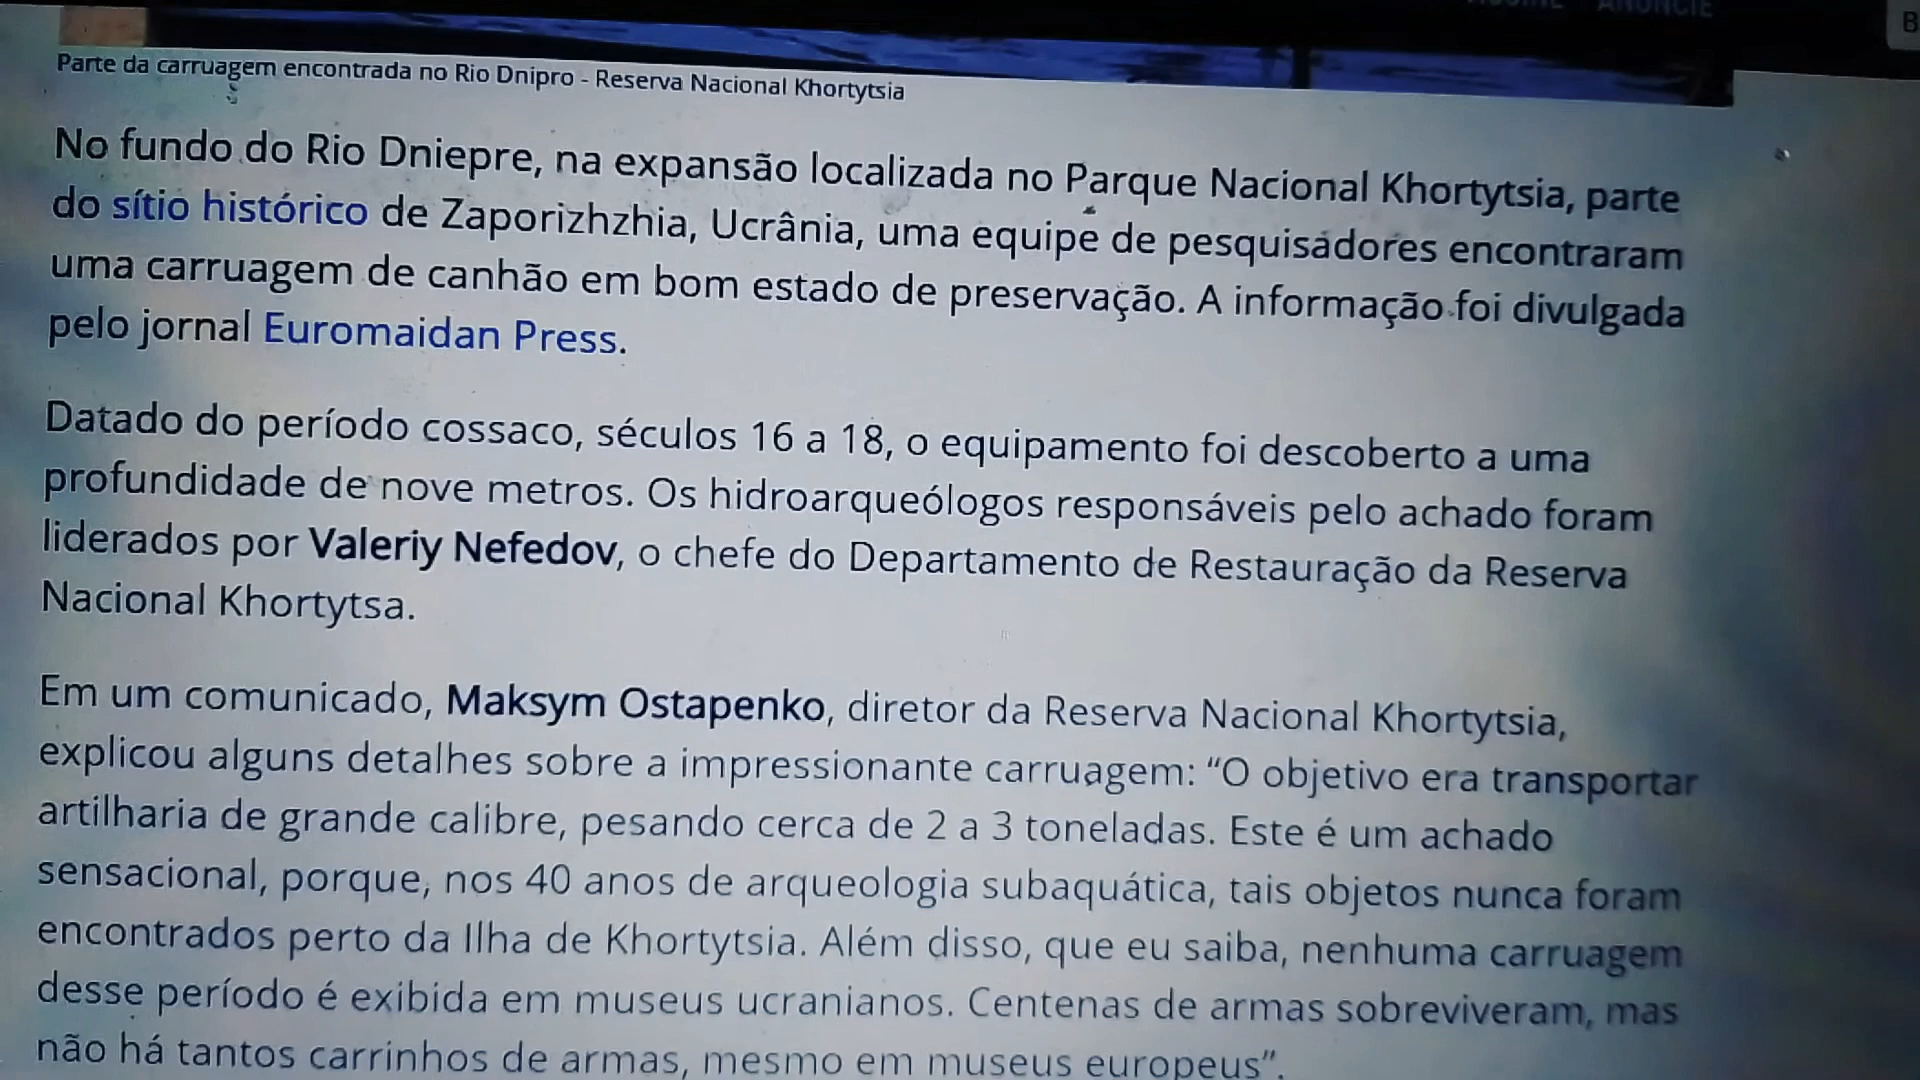 ANUNCIE
B
Parte da carruagem encontrada no Rio Dnipro - Reserva Nacional Khortytsia
No fundo do Rio Dniepre, na expansão localizada no Parque Nacional Khortytsia, parte
do sítio histórico de Zaporizhzhia, Ucrânia, uma equipe de pesquisadores encontraram
uma carruagem de canhão em bom estado de preservação. A informação foi divulgada
pelo jornal Euromaidan Press.
Datado do período cossaco, séculos 16 a 18, o equipamento foi descoberto a uma
profundidade de nove metros. Os hidroarqueólogos responsáveis pelo achado foram
liderados por Valeriy Nefedov, o chefe do Departamento de Restauração da Reserva
Nacional Khortytsa.
Em um comunicado, Maksym Ostapenko, diretor da Reserva Nacional Khortytsia,
explicou alguns detalhes sobre a impressionante carruagem: “O objetivo era transportar
artilharia de grande calibre, pesando cerca de 2 a 3 toneladas. Este é um achado
sensacional, porque, nos 40 anos de arqueologia subaquática, tais objetos nunca foram
encontrados perto da Ilha de Khortytsia. Além disso, que eu saiba, nenhuma carruagem
desse período é exibida em museus ucranianos. Centenas de armas sobreviveram, mas
não há tantos carrinhos de armas, mesmo em museus europeus”.